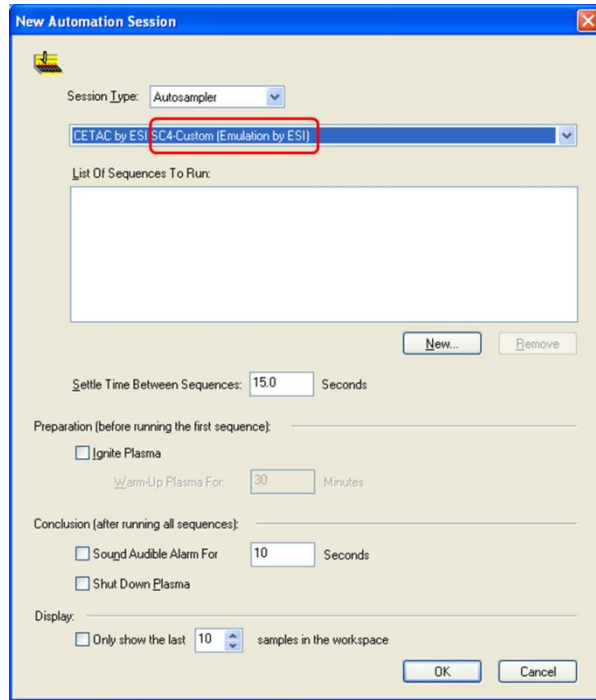 New Automation Session
Session Type: Autosampler
CETAC by ESI SC4-Custom (Emulation by ESI)
List Of Sequences To Run:
New... Remove
Settle Time Between Sequences: 15.0 Seconds
Preparation (before running the first sequence):
Ignite Plasma
Warm-Up Plasma For: 30 Minutes
Conclusion (after running all sequences):
Sound Audible Alarm For 10 Seconds
Shut Down Plasma
Display:
Only show the last 10 samples in the workspace
OK Cancel